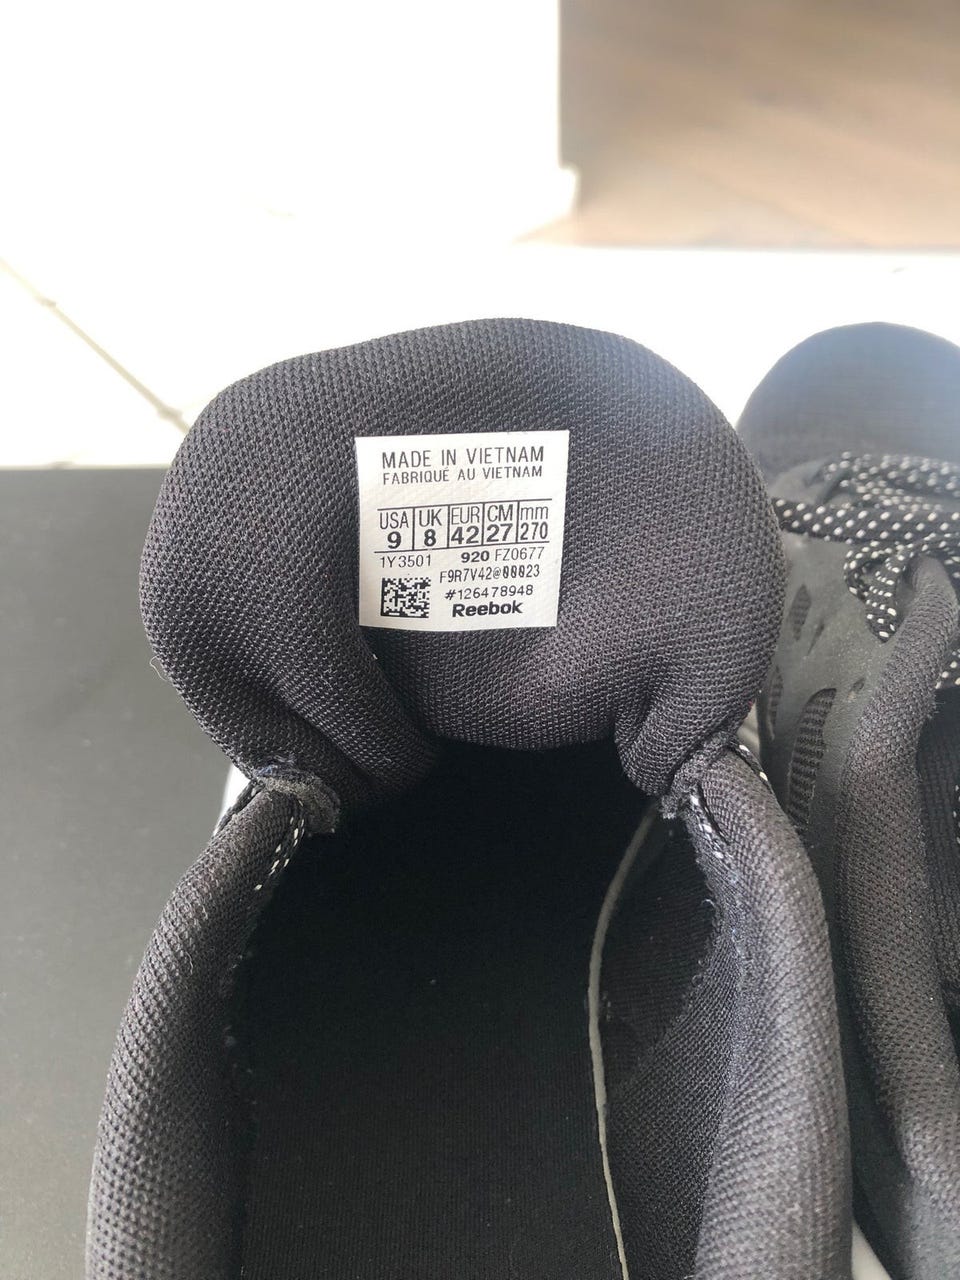 MADE IN VIETNAM
FABRIQUÉ AU VIETNAM
USA UK EUR CM mm
9 8 42 27 270
1Y3501 920 FZ0677
F9R7V42@00023
#126478948
Reebok